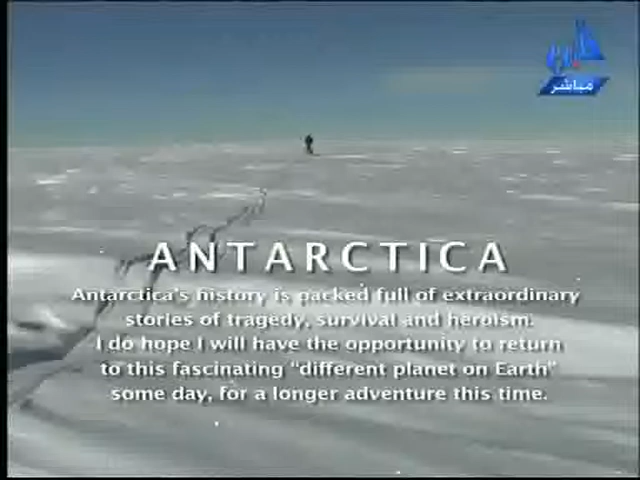 مباشر
ANTARCTICA
Antarctica's history is packed full of extraordinary
stories of tragedy, survival and heroism.
I do hope I will have the opportunity to return
to this fascinating "different planet on Earth"
some day, for a longer adventure this time.